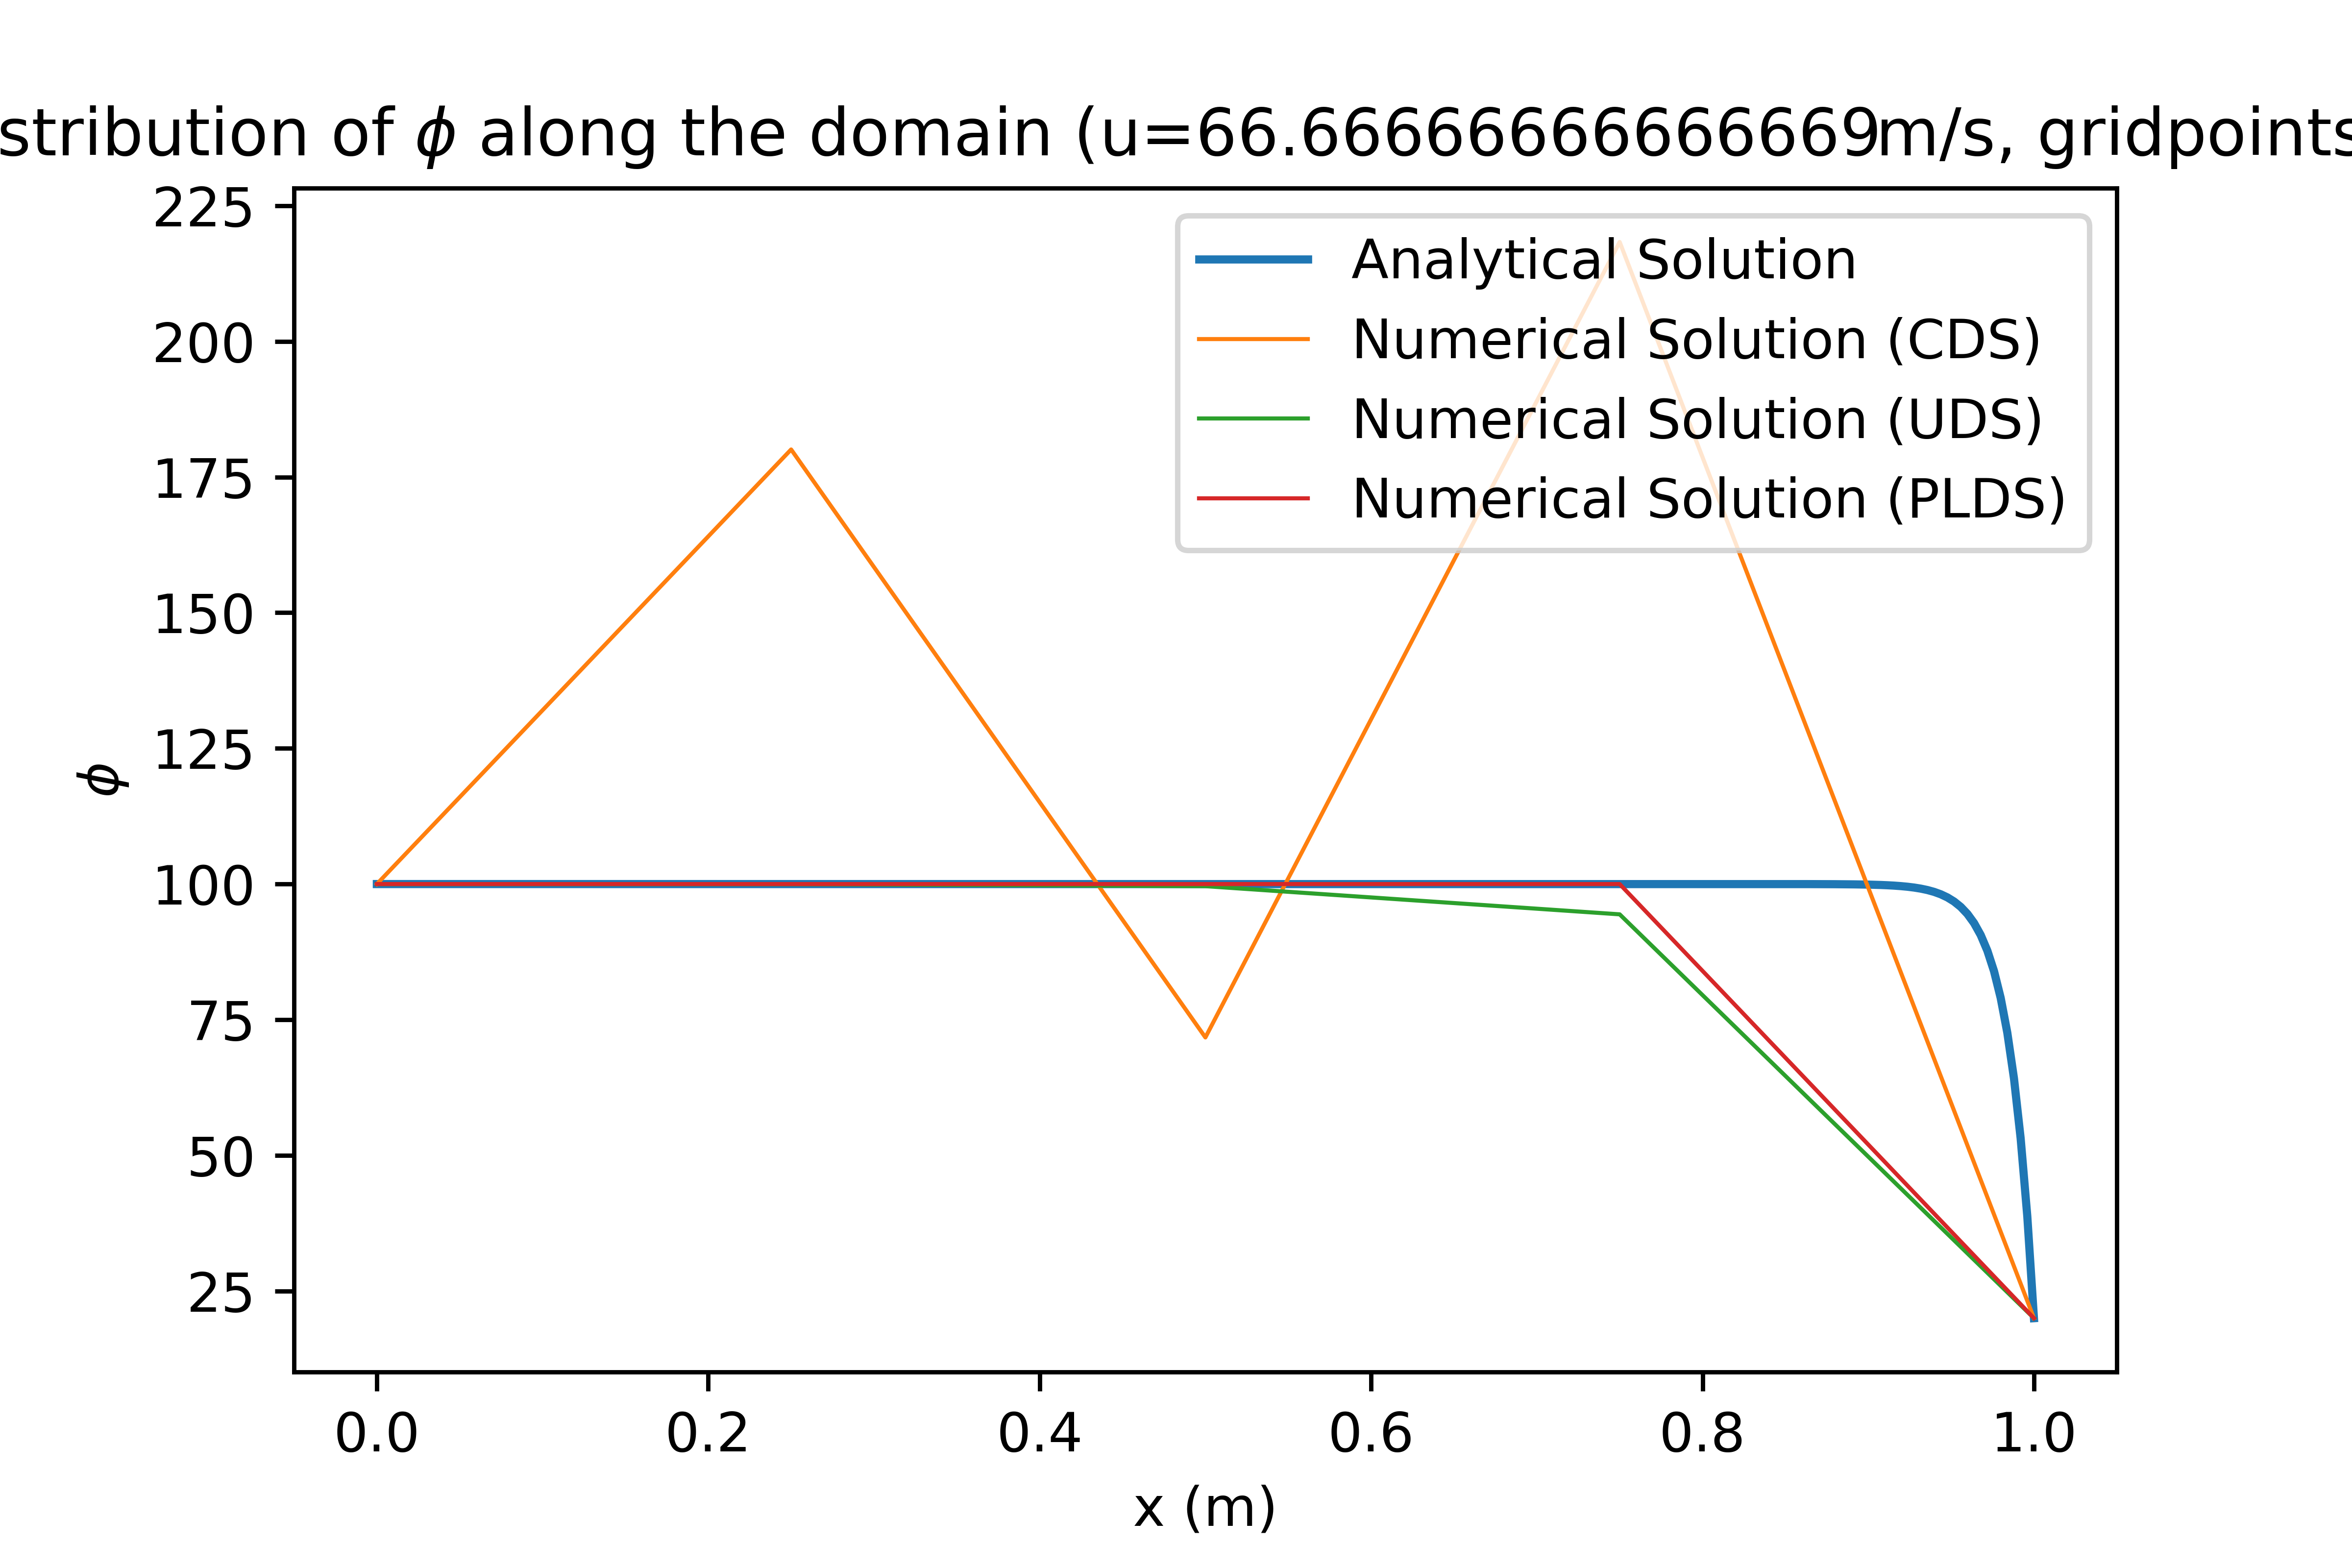 stribution of ϕ along the domain (u=66.66666666666669m/s, gridpoints
225
200
175
150
125
100
75
50
25
ϕ
Analytical Solution
Numerical Solution (CDS)
Numerical Solution (UDS)
Numerical Solution (PLDS)
0.0 0.2 0.4 0.6 0.8 1.0
x (m)